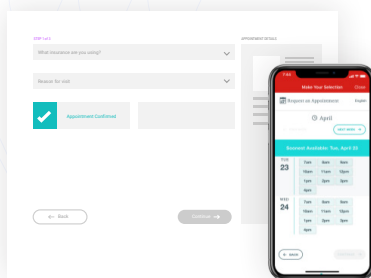 STEP 1 of 4
What insurance are you using?
Reason for visit
Appointment Confirmed
← Back
Continue →
APPOINTMENT DETAILS
7:44
Make Your Selection
Close
Request an Appointment
English
April
NEXT WEEK
Soonest Available: Tue, April 23
TUE
23
7am 8am 9am
10am 11am 12pm
1pm 2pm 3pm
4pm
WED
24
7am 8am 9am
10am 11am 12pm
1pm 2pm 3pm
4pm
← BACK